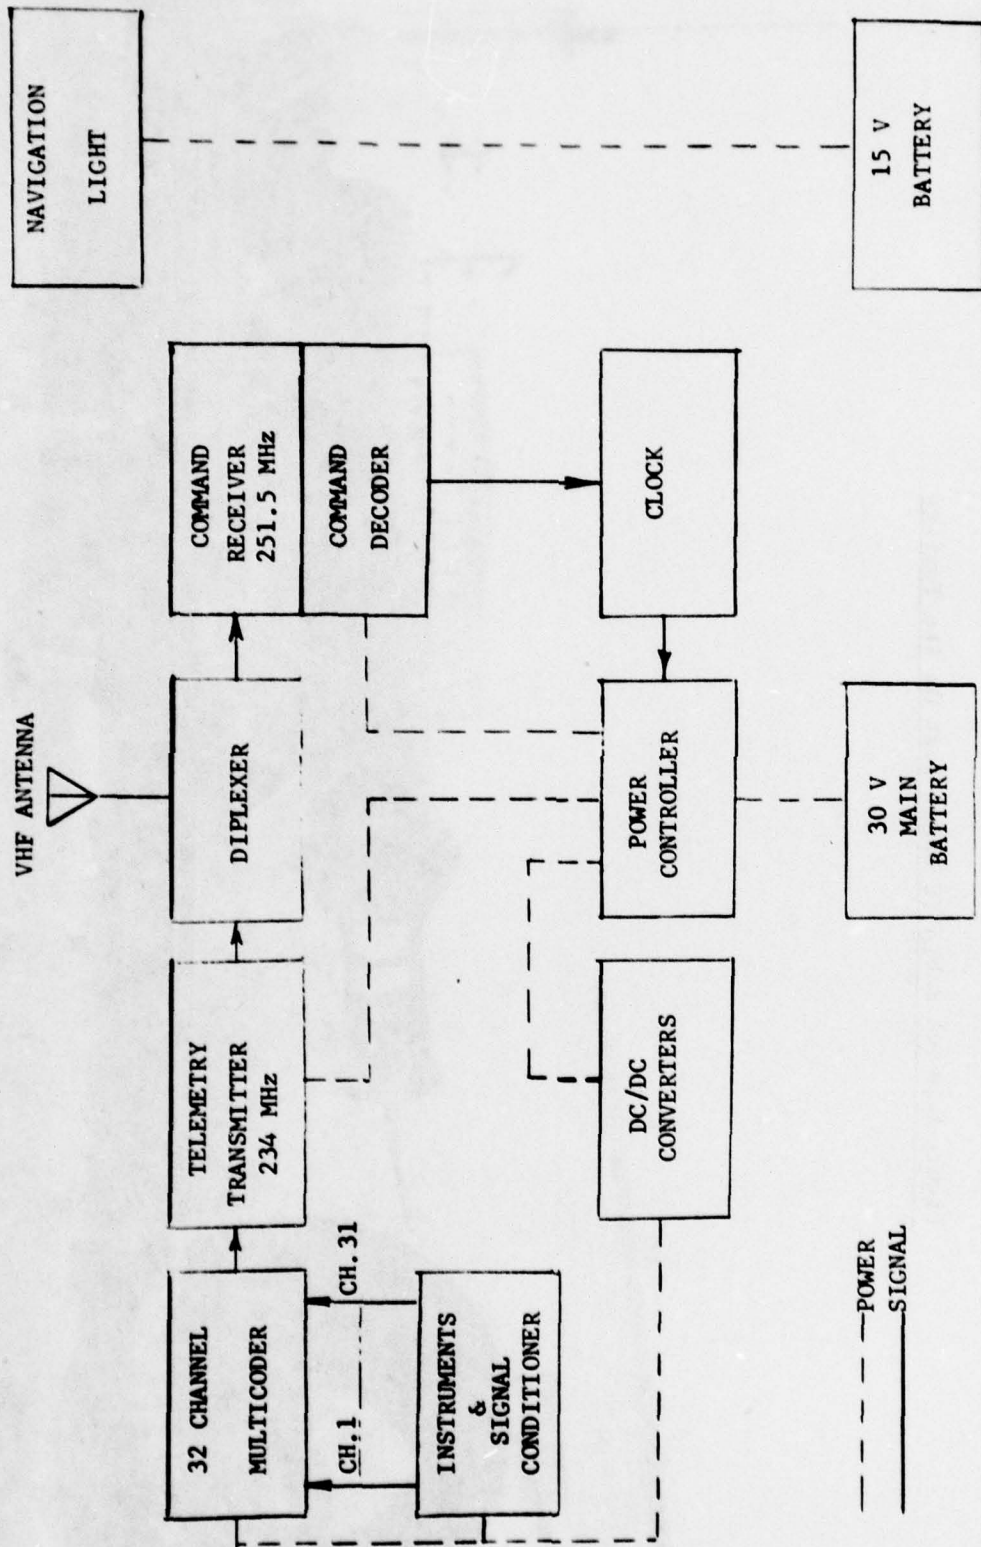 VHF ANTENNA
32 CHANNEL
MULTICODER
TELEMETRY
TRANSMITTER
234 MHz
DIPLEXER
COMMAND
RECEIVER
251.5 MHz
COMMAND
DECODER
NAVIGATION
LIGHT
CH.1
CH.31
INSTRUMENTS
&
SIGNAL
CONDITIONER
DC/DC
CONVERTERS
POWER
CONTROLLER
CLOCK
30 V
MAIN
BATTERY
15 V
BATTERY
POWER
SIGNAL